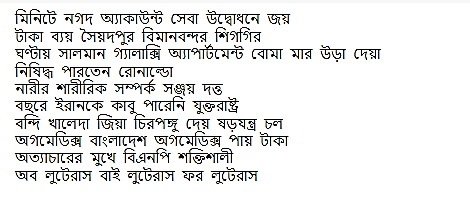 মিনিটে নগদ অ্যাকাউন্ট সেবা উদ্বোধনে জয়
টাকা ব্যয় সৈয়দপুর বিমানবন্দর শিগগির
ঘণ্টায় সালমান গ্যালাক্সি অ্যাপার্টমেন্ট বোমা মার উড়া দেয়া
নিষিদ্ধ পারতেন রোনাল্ডো
নারীর শারীরিক সম্পর্ক সঞ্জয় দত্ত
বছরে ইরানকে কাবু পারেনি যুক্তরাষ্ট্র
বন্দি খালেদা জিয়া চিরপঙ্গু দেয় ষড়যন্ত্র চল
অগমেডিক্স বাংলাদেশ অগমেডিক্স পায় টাকা
অত্যাচারের মুখে বিএনপি শক্তিশালী
অব লুটেরাস বাই লুটেরাস ফর লুটেরাস